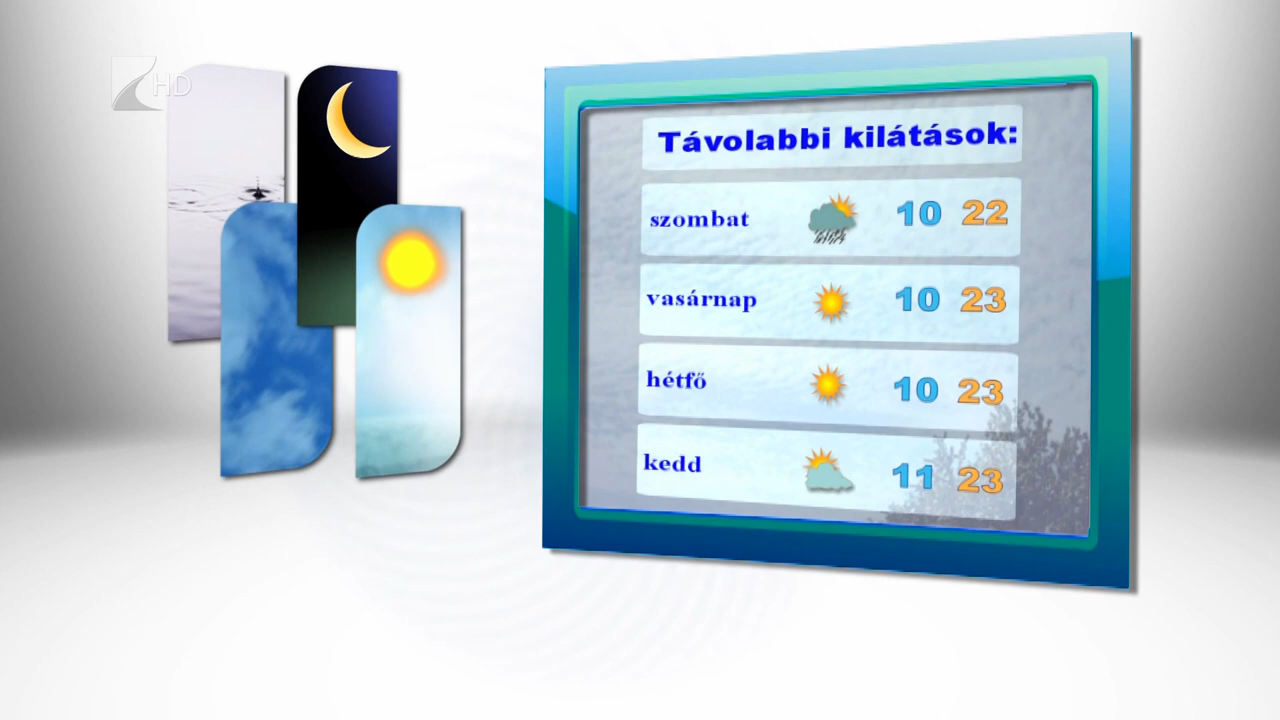 HD
Távolabbi kilátások:
szombat 10 22
vasárnap 10 23
hétfő 10 23
kedd 11 23